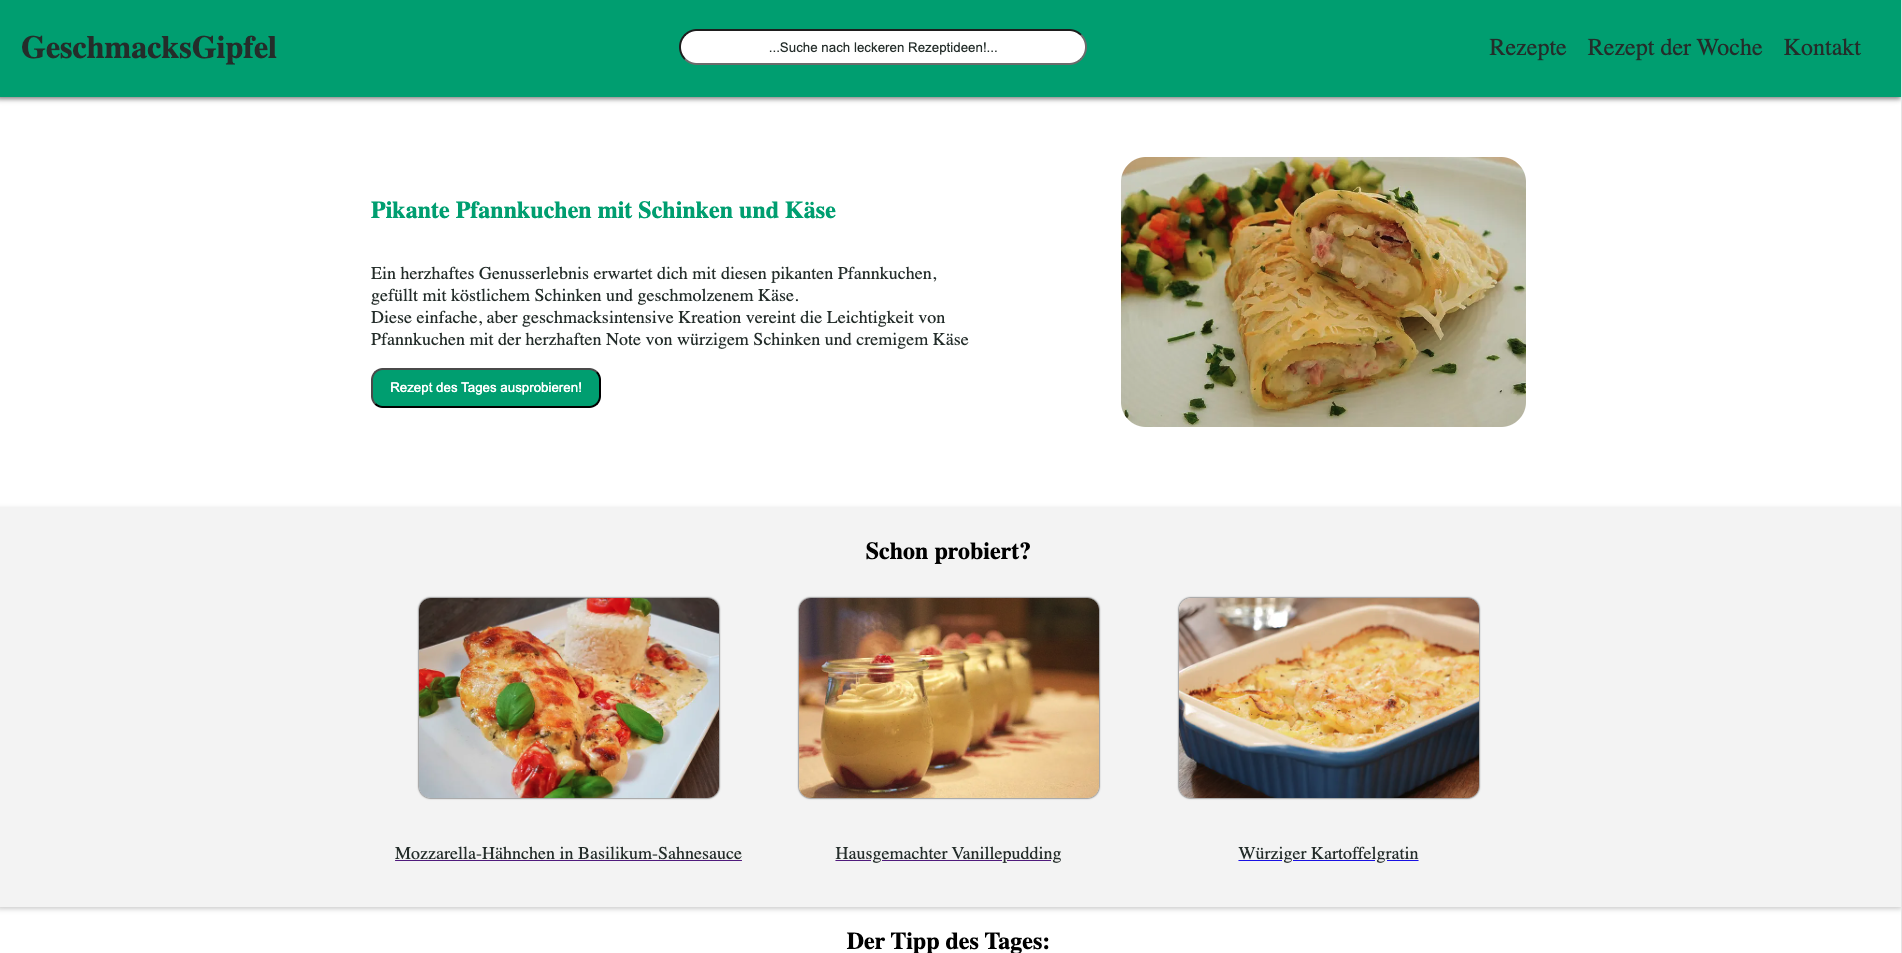 GeschmacksGipfel
...Suche nach leckeren Rezeptideen!...
Rezepte Rezept der Woche Kontakt
Pikante Pfannkuchen mit Schinken und Käse
Ein herzhaftes Genusserlebnis erwartet dich mit diesen pikanten Pfannkuchen,
gefüllt mit köstlichem Schinken und geschmolzenem Käse.
Diese einfache, aber geschmacksintensive Kreation vereint die Leichtigkeit von
Pfannkuchen mit der herzhaften Note von würzigem Schinken und cremigem Käse
Rezept des Tages ausprobieren!
Schon probiert?
Mozzarella-Hähnchen in Basilikum-Sahnesauce
Hausgemachter Vanillepudding
Würziger Kartoffelgratin
Der Tipp des Tages: